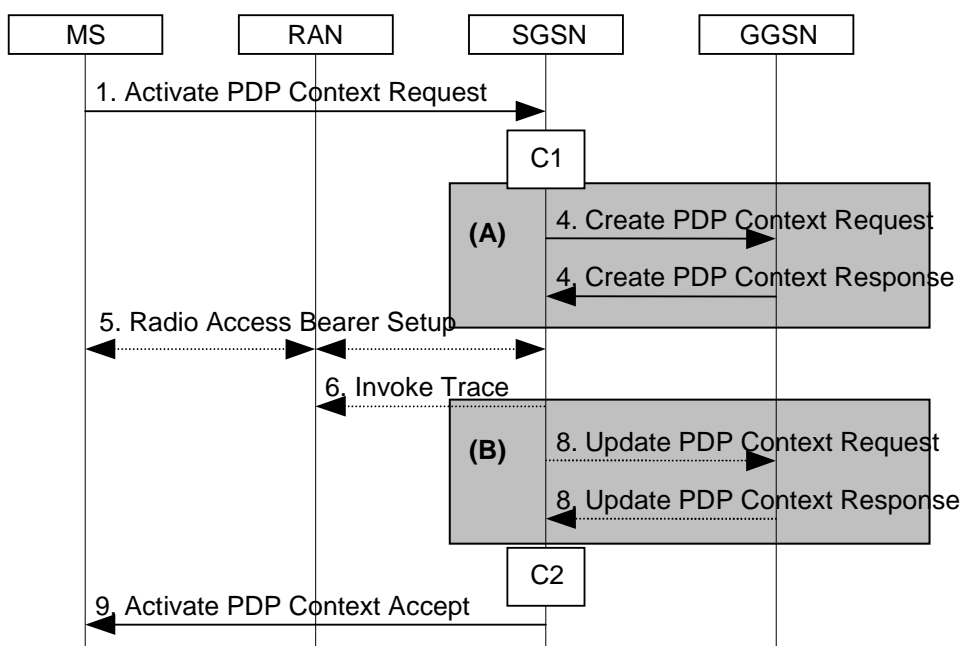 MS RAN SGSN GGSN
1. Activate PDP Context Request
C1
(A)
4. Create PDP Context Request
4. Create PDP Context Response
5. Radio Access Bearer Setup
6. Invoke Trace
(B)
8. Update PDP Context Request
8. Update PDP Context Response
C2
9. Activate PDP Context Accept